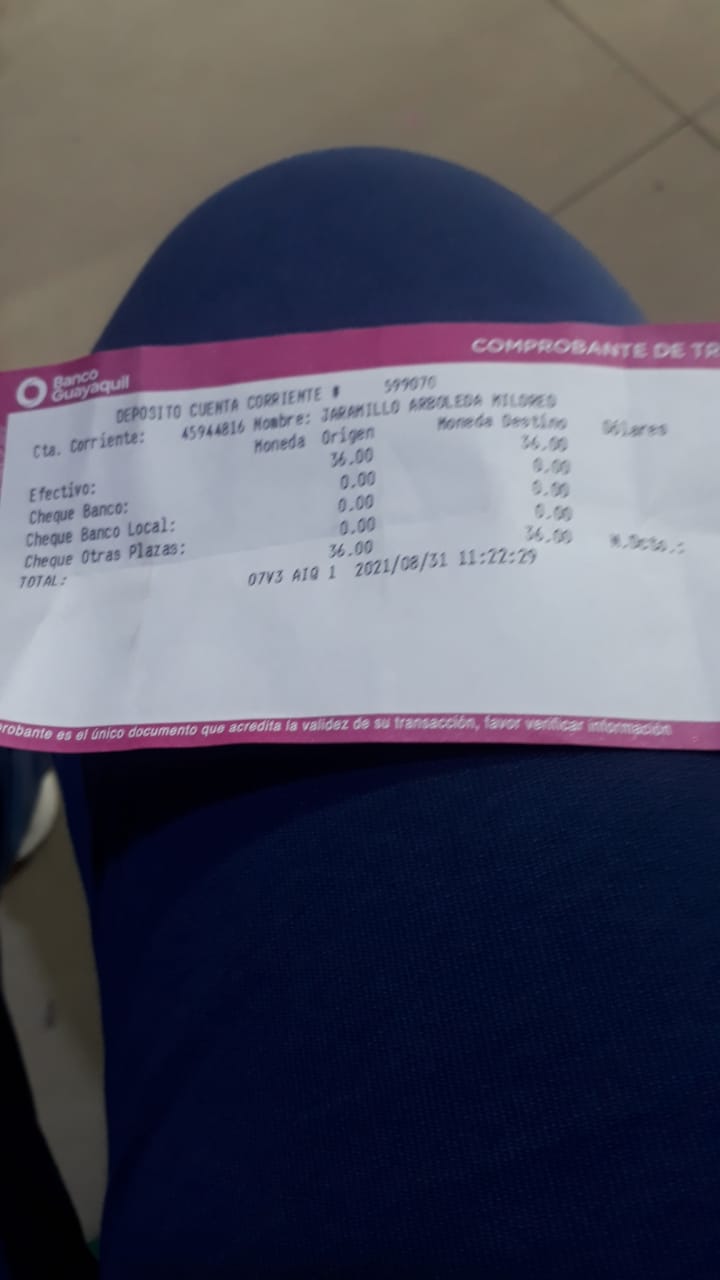 COMPROBANTE DE TR
Banco
Guayaquil
DEPOSITO CUENTA CORRIENTE # 599070
Cta. Corriente: 45944816 Nombre: JARAMILLO ARBOLEDA MILDRED
Moneda Origen Moneda Destino Dólares
Efectivo: 36.00 36.00
Cheque Banco: 0.00 0.00
Cheque Banco Local: 0.00 0.00
Cheque Otras Plazas: 0.00 0.00
TOTAL: 36.00 36.00 N.Dcto.:
07V3 AIQ 1 2021/08/31 11:22:29
robante es el único documento que acredita la validez de su transacción, favor verificar información